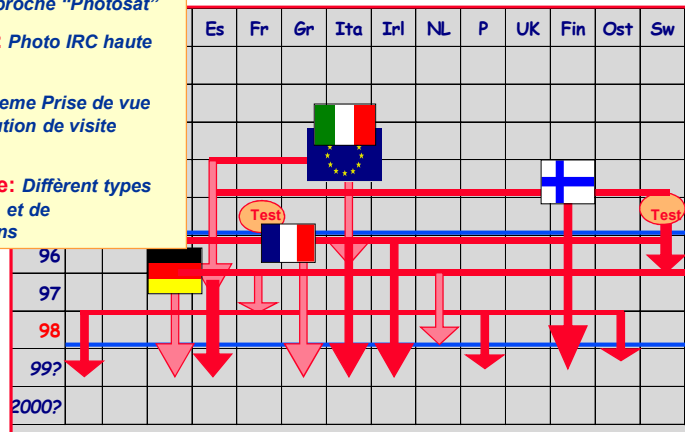 proche “Photosat”
: Photo IRC haute
eme Prise de vue
ution de visite
e: Différent types
et de
ns
Es Fr Gr Ita Irl NL P UK Fin Ost Sw
Test
Test
96
97
98
99?
2000?